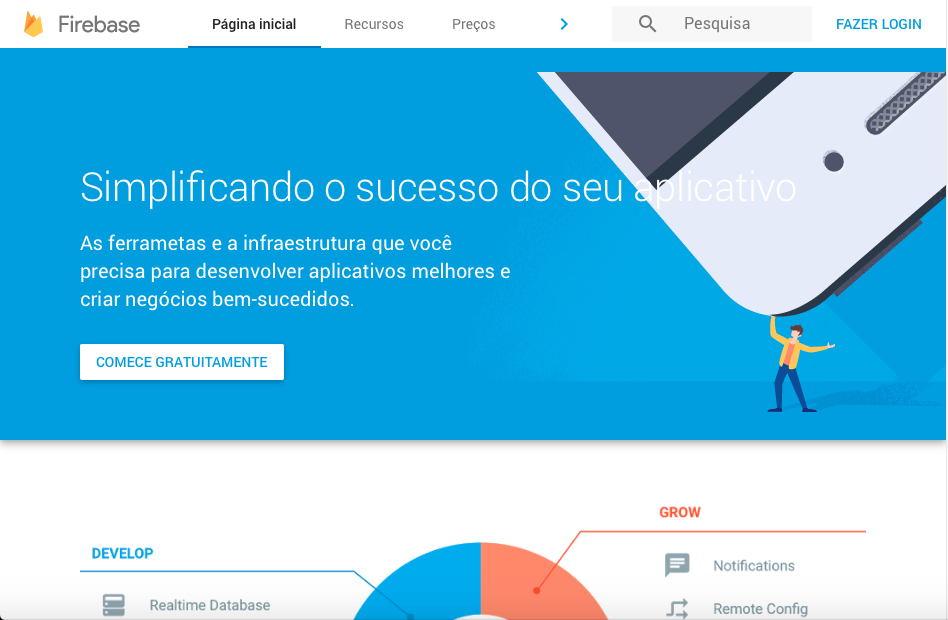 Firebase
Página inicial
Recursos
Preços
Pesquisa
FAZER LOGIN
Simplificando o sucesso do seu aplicativo
As ferrametas e a infraestrutura que você
precisa para desenvolver aplicativos melhores e
criar negócios bem-sucedidos.
COMECE GRATUITAMENTE
GROW
DEVELOP
Notifications
Realtime Database
Remote Config